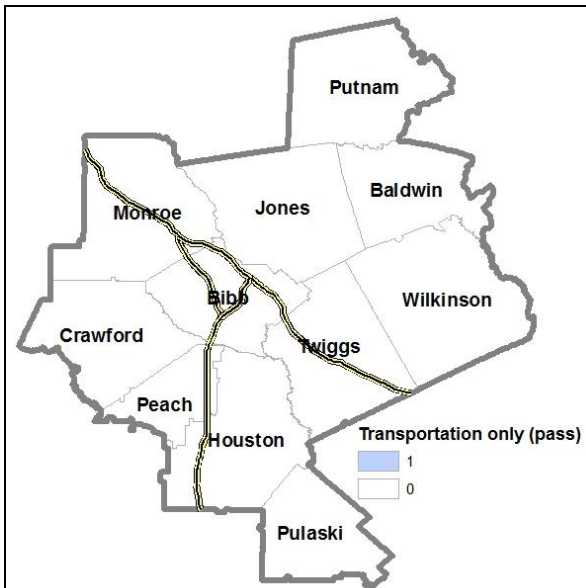 Putnam
Baldwin
Monroe
Jones
Bibb
Wilkinson
Crawford
Twiggs
Peach
Houston
Transportation only (pass)
1
0
Pulaski